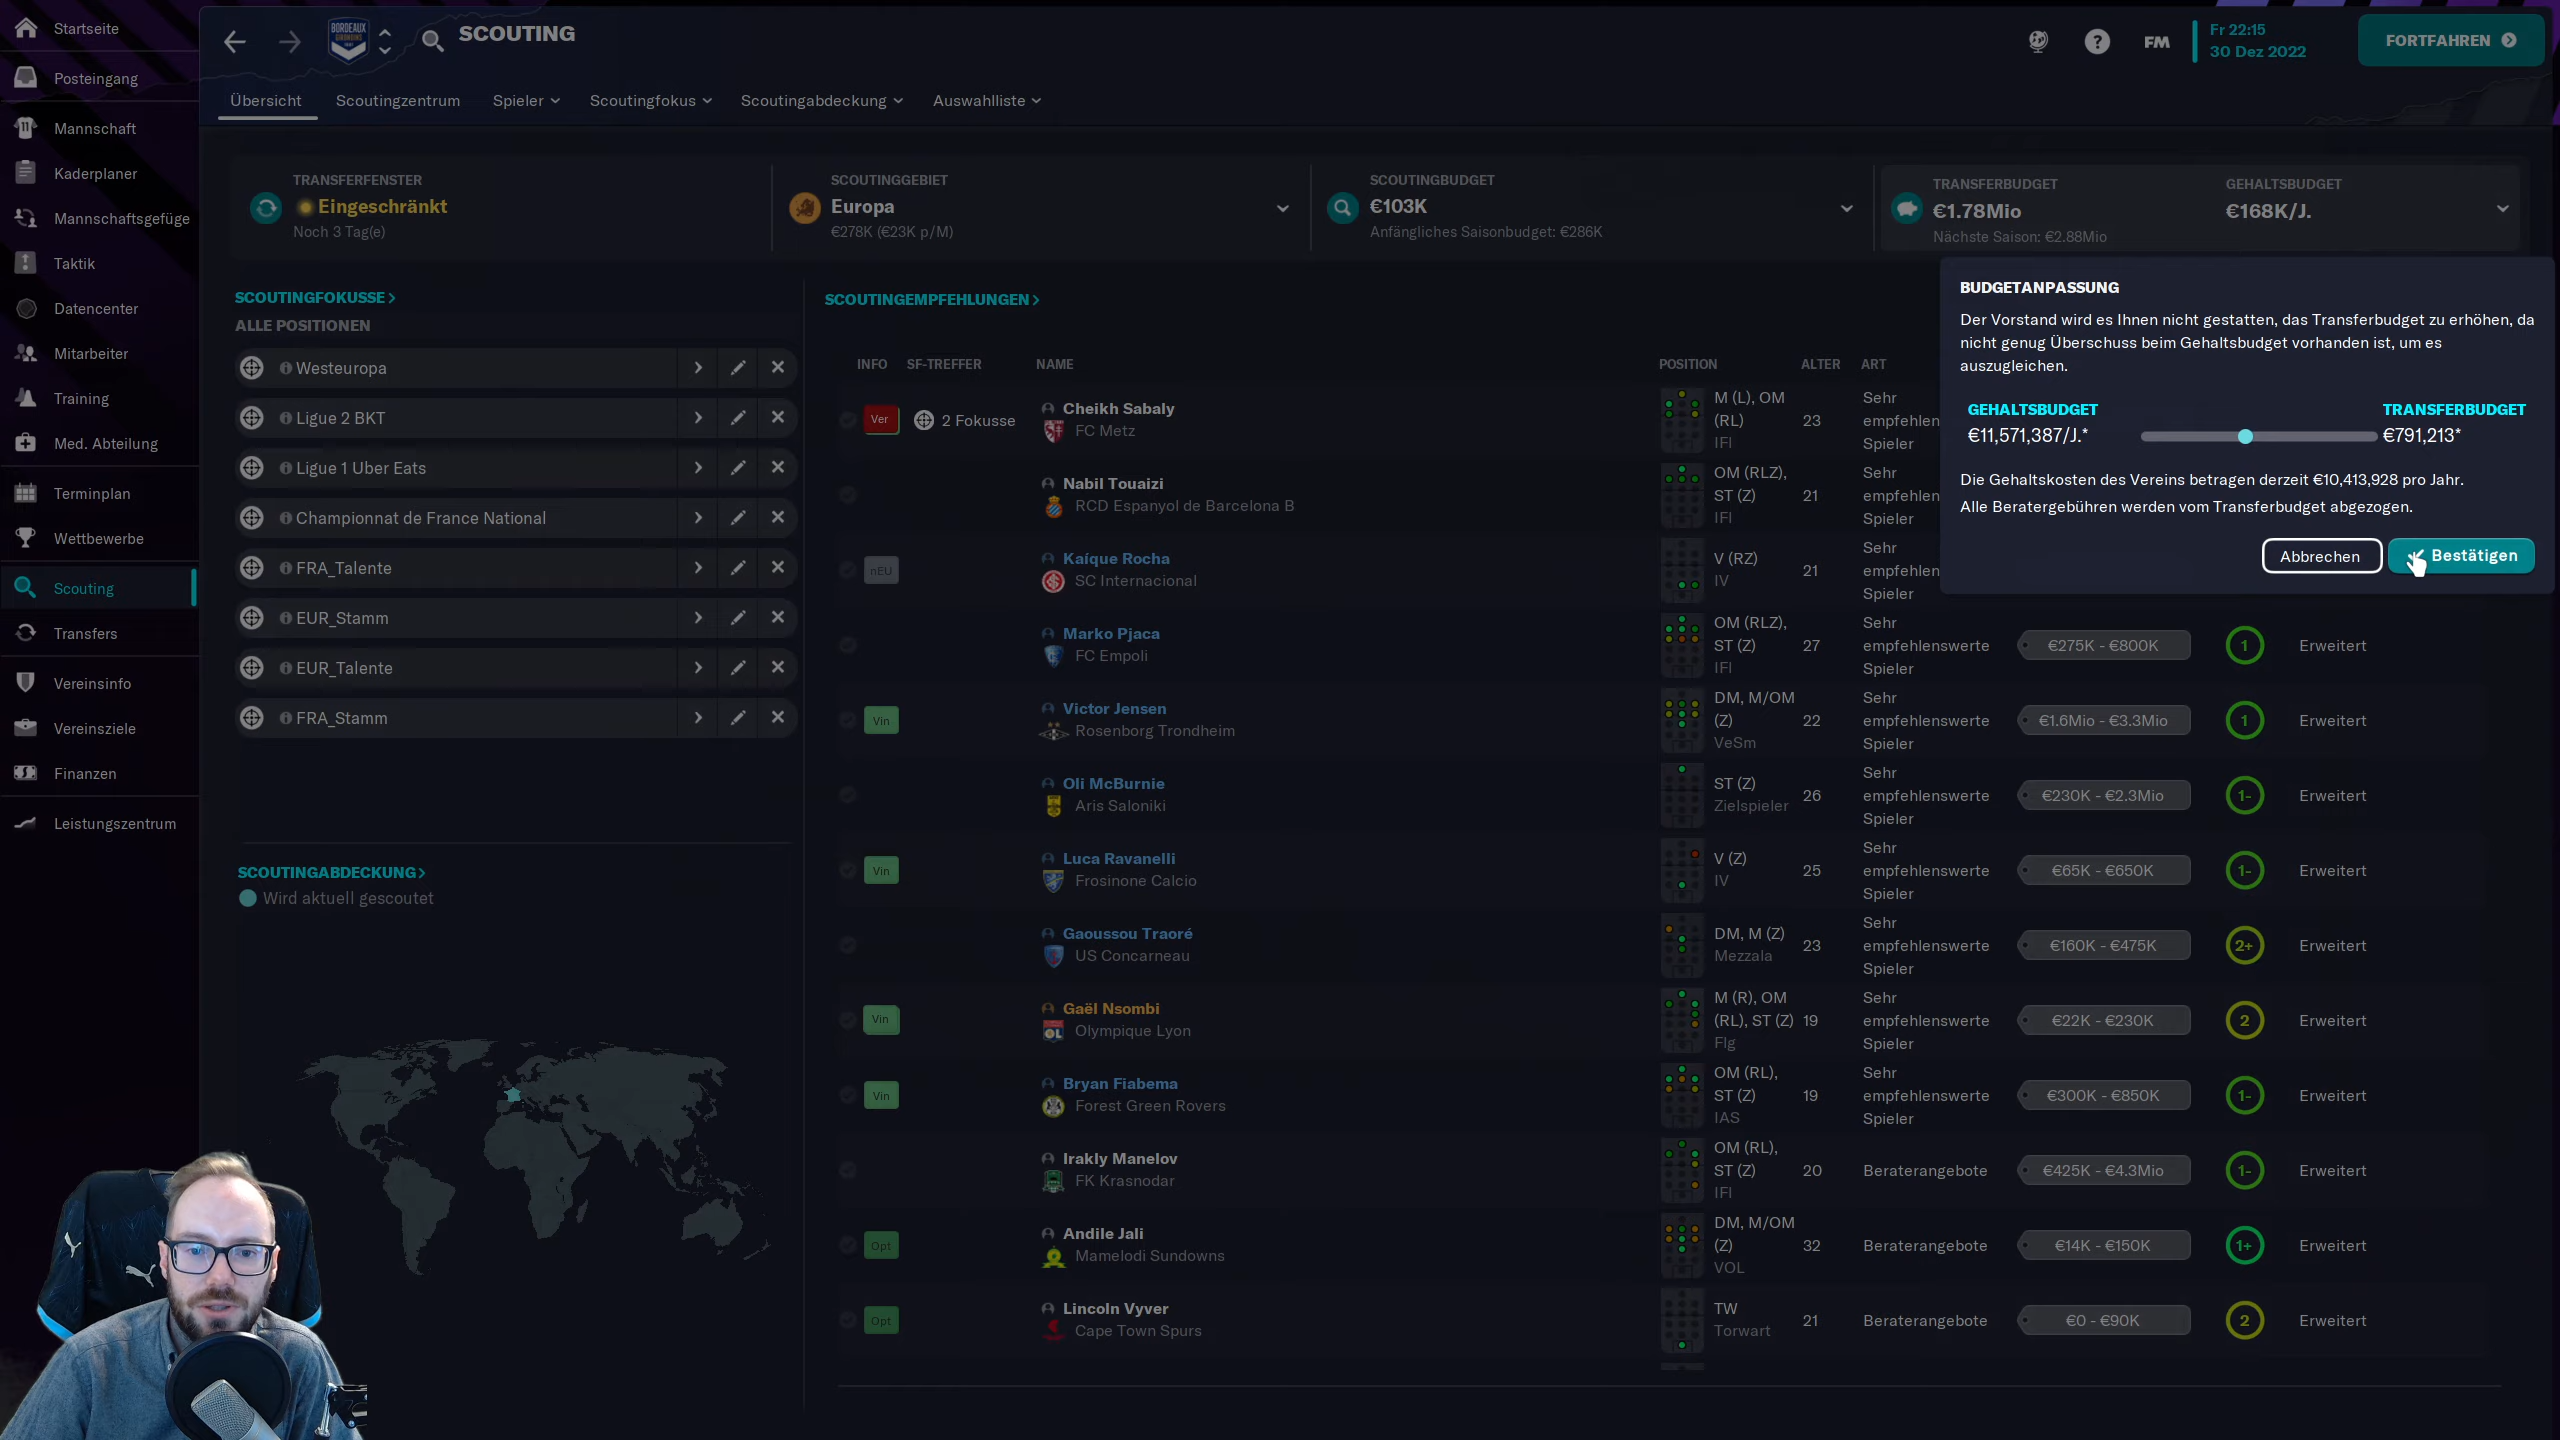 Startseite
Posteingang
Mannschaft
Kaderplaner
Mannschaftsgefüge
Taktik
Datencenter
Mitarbeiter
Training
Med. Abteilung
Terminplan
Wettbewerbe
Scouting
Transfers
Vereinsinfo
Vereinsziele
Finanzen
Leistungszentrum
BORDEAUX
SCOUTING
?
FM
Fr 22:15
30 Dez 2022
FORTFAHREN
Übersicht
Scoutingzentrum
Spieler
Scoutingfokus
Scoutingabdeckung
Auswahlliste
TRANSFERFENSTER
Eingeschränkt
Noch 3 Tag(e)
SCOUTINGGEBIET
Europa
€278K (€23K p/M)
SCOUTINGBUDGET
€103K
Anfängliches Saisonbudget: €286K
TRANSFERBUDGET
€1.78Mio
Nächste Saison: €2.88Mio
GEHALTSBUDGET
€168K/J.
SCOUTINGFOKUSSE
ALLE POSITIONEN
Westeuropa
Ligue 2 BKT
Ligue 1 Uber Eats
Championnat de France National
FRA_Talente
EUR_Stamm
EUR_Talente
FRA_Stamm
SCOUTINGABDECKUNG
Wird aktuell gescoutet
SCOUTINGEMPFEHLUNGEN
INFO SF-TREFFER NAME POSITION ALTER ART
Ver 2 Fokusse Cheikh Sabaly
FC Metz
M (L), OM
(RL)
IFl
23
Sehr
empfehlen
Spieler
Nabil Touaizi
RCD Espanyol de Barcelona B
OM (RLZ),
ST (Z)
IFl
21
Sehr
empfehlen
Spieler
nEU Kaíque Rocha
SC Internacional
V (RZ)
IV
21
Sehr
empfehlen
Spieler
Marko Pjaca
FC Empoli
OM (RLZ),
ST (Z)
IFl
27
Sehr
empfehlenswerte
Spieler
€275K - €800K
1
Erweitert
Vin Victor Jensen
Rosenborg Trondheim
DM, M/OM
(Z)
VeSm
22
Sehr
empfehlenswerte
Spieler
€1.6Mio - €3.3Mio
1
Erweitert
Oli McBurnie
Aris Saloniki
ST (Z)
Zielspieler
26
Sehr
empfehlenswerte
Spieler
€230K - €2.3Mio
1-
Erweitert
Vin Luca Ravanelli
Frosinone Calcio
V (Z)
IV
25
Sehr
empfehlenswerte
Spieler
€65K - €650K
1-
Erweitert
Gaoussou Traoré
US Concarneau
DM, M (Z)
Mezzala
23
Sehr
empfehlenswerte
Spieler
€160K - €475K
2+
Erweitert
Vin Gaël Nsombi
Olympique Lyon
M (R), OM
(RL), ST (Z)
Flg
19
Sehr
empfehlenswerte
Spieler
€22K - €230K
2
Erweitert
Vin Bryan Fiabema
Forest Green Rovers
OM (RL),
ST (Z)
IAS
19
Sehr
empfehlenswerte
Spieler
€300K - €850K
1-
Erweitert
Irakly Manelov
FK Krasnodar
OM (RL),
ST (Z)
IFl
20
Beraterangebote
€425K - €4.3Mio
1-
Erweitert
Opt Andile Jali
Mamelodi Sundowns
DM, M/OM
(Z)
VOL
32
Beraterangebote
€14K - €150K
1+
Erweitert
Opt Lincoln Vyver
Cape Town Spurs
TW
Torwart
21
Beraterangebote
€0 - €90K
2
Erweitert
BUDGETANPASSUNG
Der Vorstand wird es Ihnen nicht gestatten, das Transferbudget zu erhöhen, da
nicht genug Überschuss beim Gehaltsbudget vorhanden ist, um es
auszugleichen.
GEHALTSBUDGET
€11,571,387/J.*
TRANSFERBUDGET
€791,213*
Die Gehaltskosten des Vereins betragen derzeit €10,413,928 pro Jahr.
Alle Beratergebühren werden vom Transferbudget abgezogen.
Abbrechen
Bestätigen